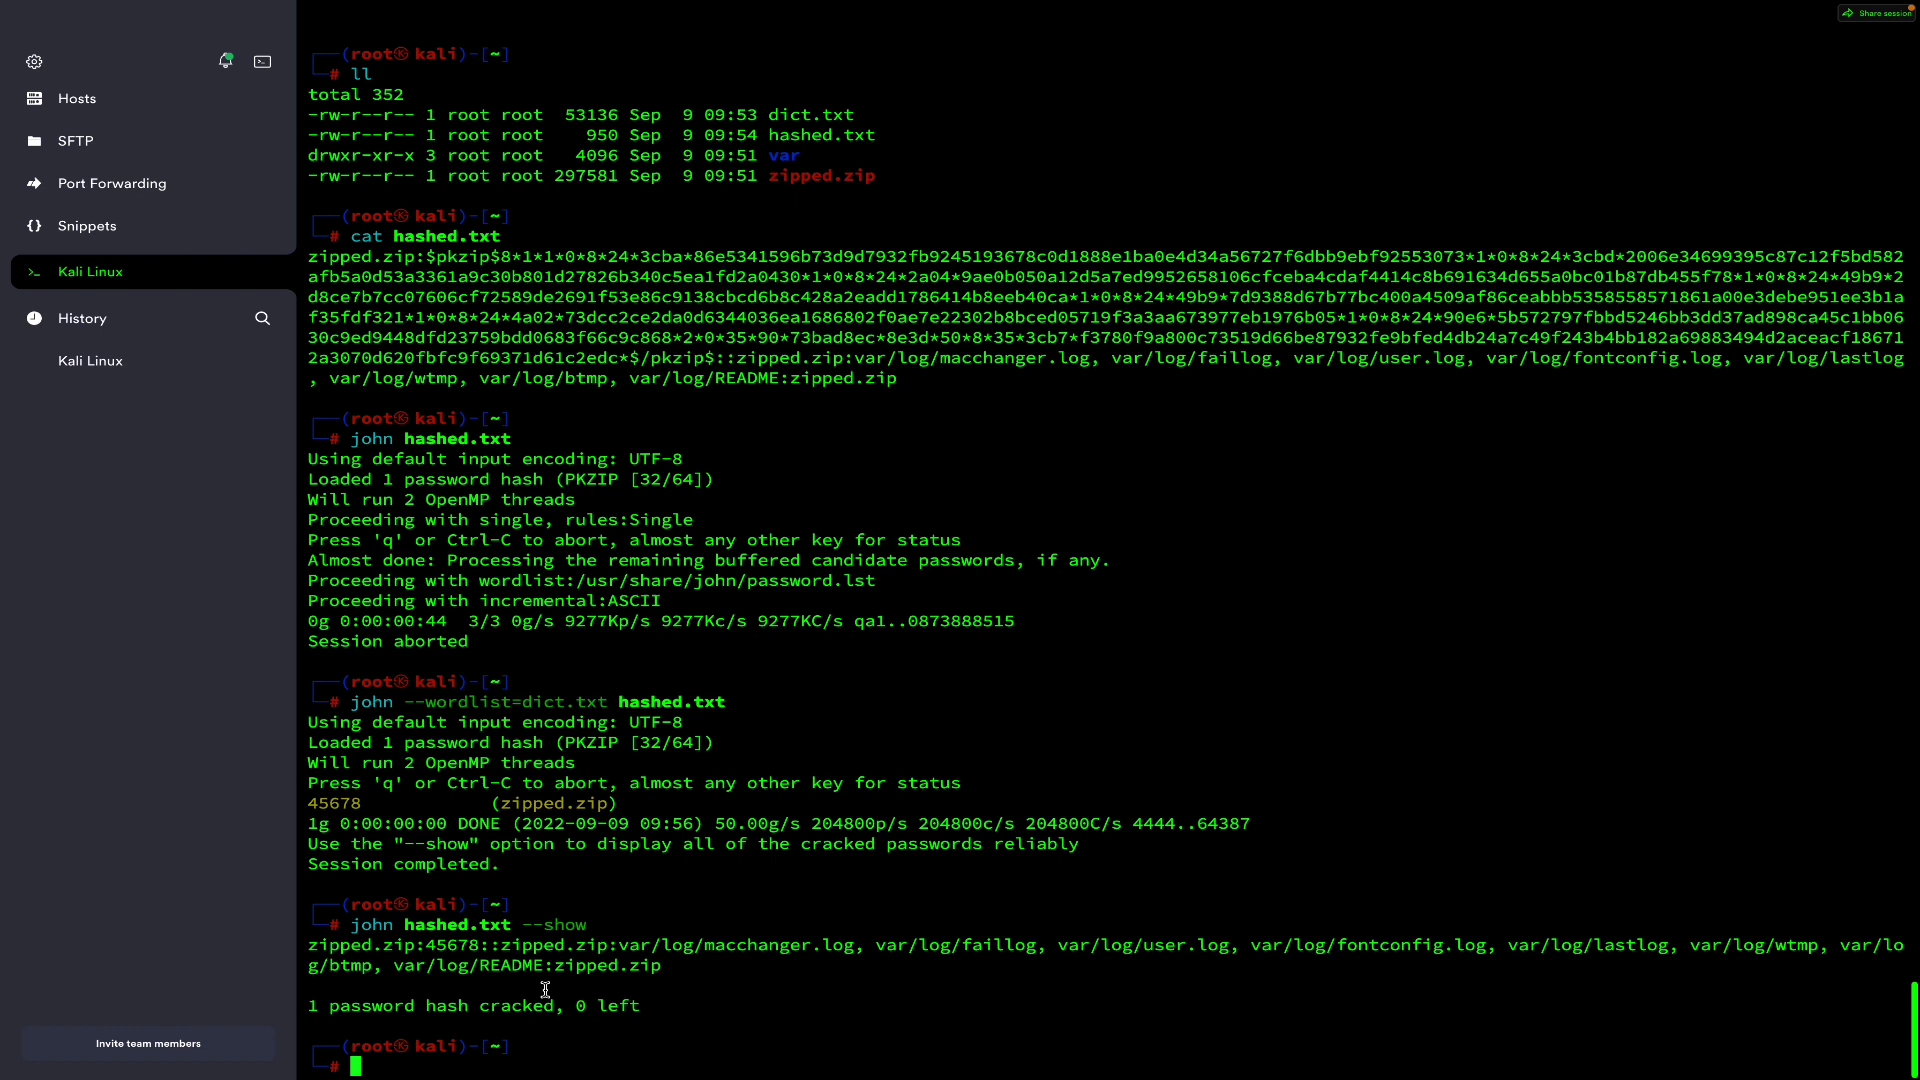 Share session
Hosts
SFTP
Port Forwarding
{} Snippets
>_ Kali Linux
History
Kali Linux
Invite team members
┌──(root㉿kali)-[~]
└─# ll
total 352
-rw-r--r-- 1 root root  53136 Sep  9 09:53 dict.txt
-rw-r--r-- 1 root root    950 Sep  9 09:54 hashed.txt
drwxr-xr-x 3 root root   4096 Sep  9 09:51 var
-rw-r--r-- 1 root root 297581 Sep  9 09:51 zipped.zip
┌──(root㉿kali)-[~]
└─# cat hashed.txt
zipped.zip:$pkzip$8*1*1*0*8*24*3cba*86e5341596b73d9d7932fb9245193678c0d1888e1ba0e4d34a56727f6dbb9ebf92553073*1*0*8*24*3cbd*2006e34699395c87c12f5bd582
afb5a0d53a3361a9c30b801d27826b340c5ea1fd2a0430*1*0*8*24*2a04*9ae0b050a12d5a7ed9952658106cfceba4cdaf4414c8b691634d655a0bc01b87db455f78*1*0*8*24*49b9*2
d8ce7b7cc07606cf72589de2691f53e86c9138cbcd6b8c428a2eadd1786414b8eeb40ca*1*0*8*24*49b9*7d9388d67b77bc400a4509af86ceabbb5358558571861a00e3debe951ee3b1a
f35fdf321*1*0*8*24*4a02*73dcc2ce2da0d6344036ea1686802f0ae7e22302b8bced05719f3a3aa673977eb1976b05*1*0*8*24*90e6*5b572797fbbd5246bb3dd37ad898ca45c1bb06
30c9ed9448dfd23759bdd0683f66c9c868*2*0*35*90*73bad8ec*8e3d*50*8*35*3cb7*f3780f9a800c73519d66be87932fe9bfed4db24a7c49f243b4bb182a69883494d2aceacf18671
2a3070d620fbfc9f69371d61c2edc*$/pkzip$::zipped.zip:var/log/macchanger.log, var/log/faillog, var/log/user.log, var/log/fontconfig.log, var/log/lastlog
, var/log/wtmp, var/log/btmp, var/log/README:zipped.zip
┌──(root㉿kali)-[~]
└─# john hashed.txt
Using default input encoding: UTF-8
Loaded 1 password hash (PKZIP [32/64])
Will run 2 OpenMP threads
Proceeding with single, rules:Single
Press 'q' or Ctrl-C to abort, almost any other key for status
Almost done: Processing the remaining buffered candidate passwords, if any.
Proceeding with wordlist:/usr/share/john/password.lst
Proceeding with incremental:ASCII
0g 0:00:00:44  3/3 0g/s 9277Kp/s 9277Kc/s 9277KC/s qa1..0873888515
Session aborted
┌──(root㉿kali)-[~]
└─# john --wordlist=dict.txt hashed.txt
Using default input encoding: UTF-8
Loaded 1 password hash (PKZIP [32/64])
Will run 2 OpenMP threads
Press 'q' or Ctrl-C to abort, almost any other key for status
45678            (zipped.zip)
1g 0:00:00:00 DONE (2022-09-09 09:56) 50.00g/s 204800p/s 204800c/s 204800C/s 4444..64387
Use the "--show" option to display all of the cracked passwords reliably
Session completed.
┌──(root㉿kali)-[~]
└─# john hashed.txt --show
zipped.zip:45678::zipped.zip:var/log/macchanger.log, var/log/faillog, var/log/user.log, var/log/fontconfig.log, var/log/lastlog, var/log/wtmp, var/lo
g/btmp, var/log/README:zipped.zip
1 password hash cracked, 0 left
┌──(root㉿kali)-[~]
└─#